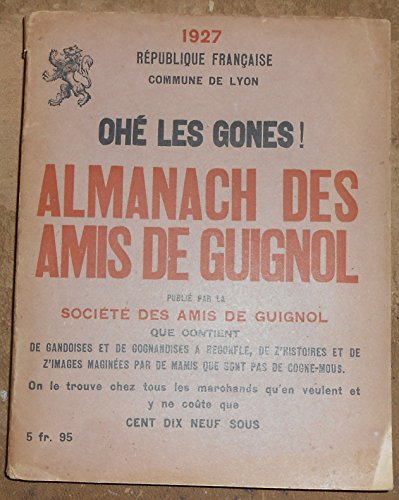 1927
RÉPUBLIQUE FRANÇAISE
COMMUNE DE LYON
OHÉ LES GONES!
ALMANACH DES
AMIS DE GUIGNOL
PUBLIÉ PAR LA
SOCIÉTÉ DES AMIS DE GUIGNOL
QUE CONTIENT
DE GANDOISES ET DE GOGNANDISES A REGONFLE, DE Z'HISTOIRES ET DE
Z'IMAGES MAGINÉES PAR DE MAMIS QUE SONT PAS DE COGNE-MOUS.
On le trouve chez tous les marchands qu'en veulent et
y ne coûte que
CENT DIX NEUF SOUS
5 fr. 95